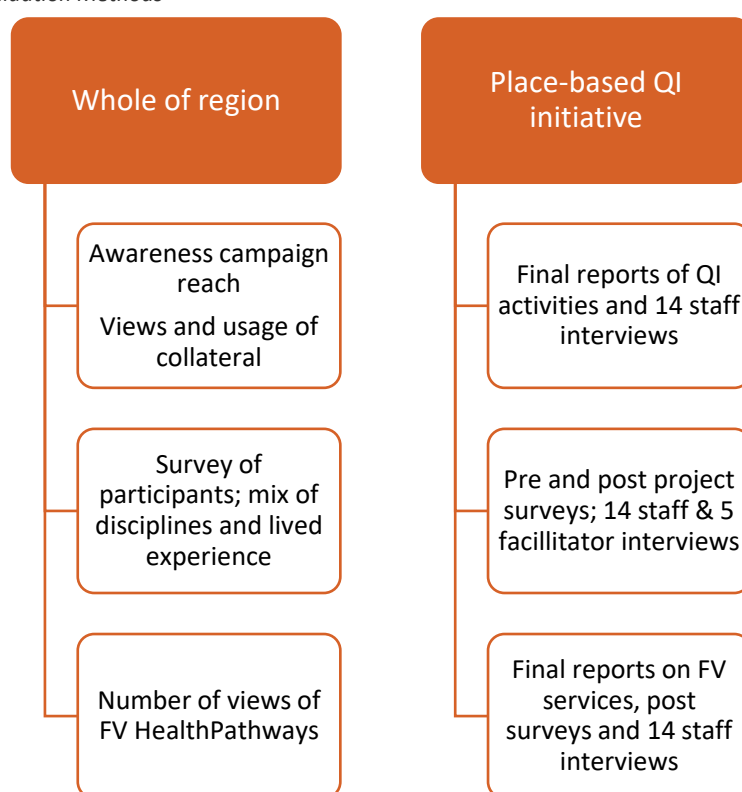 Whole of region
Awareness campaign
reach
Views and usage of
collateral
Survey of
participants; mix of
disciplines and lived
experience
Number of views of
FV HealthPathways
Place-based QI
initiative
Final reports of QI
activities and 14 staff
interviews
Pre and post project
surveys; 14 staff & 5
facillitator interviews
Final reports on FV
services, post
surveys and 14 staff
interviews